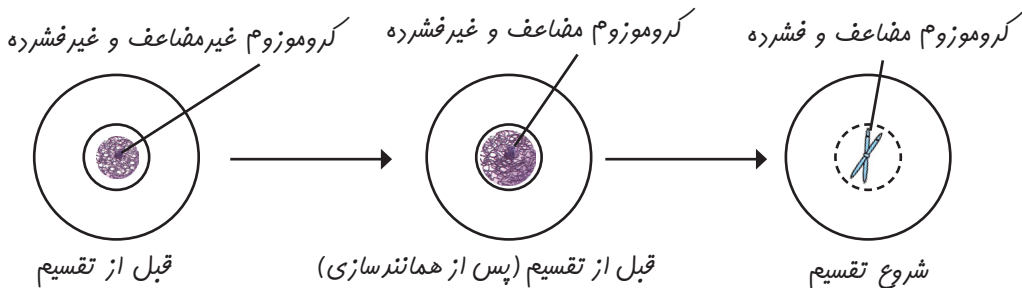 کروموزوم مضاعف و فشرده
کروموزوم مضاعف و غیرفشرده
کروموزوم غیرمضاعف و غیرفشرده
شروع تقسیم
قبل از تقسیم (پس از همانندسازی)
قبل از تقسیم